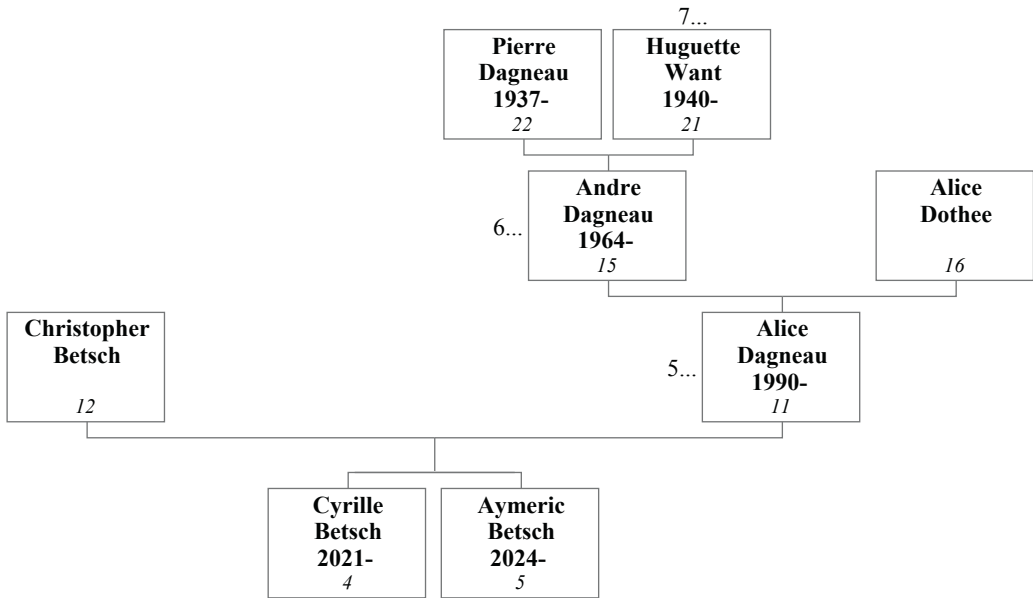 7...
Pierre
Dagneau
1937-
22
Huguette
Want
1940-
21
6...
Andre
Dagneau
1964-
15
Alice
Dothee
16
Christopher
Betsch
12
5...
Alice
Dagneau
1990-
11
Cyrille
Betsch
2021-
4
Aymeric
Betsch
2024-
5